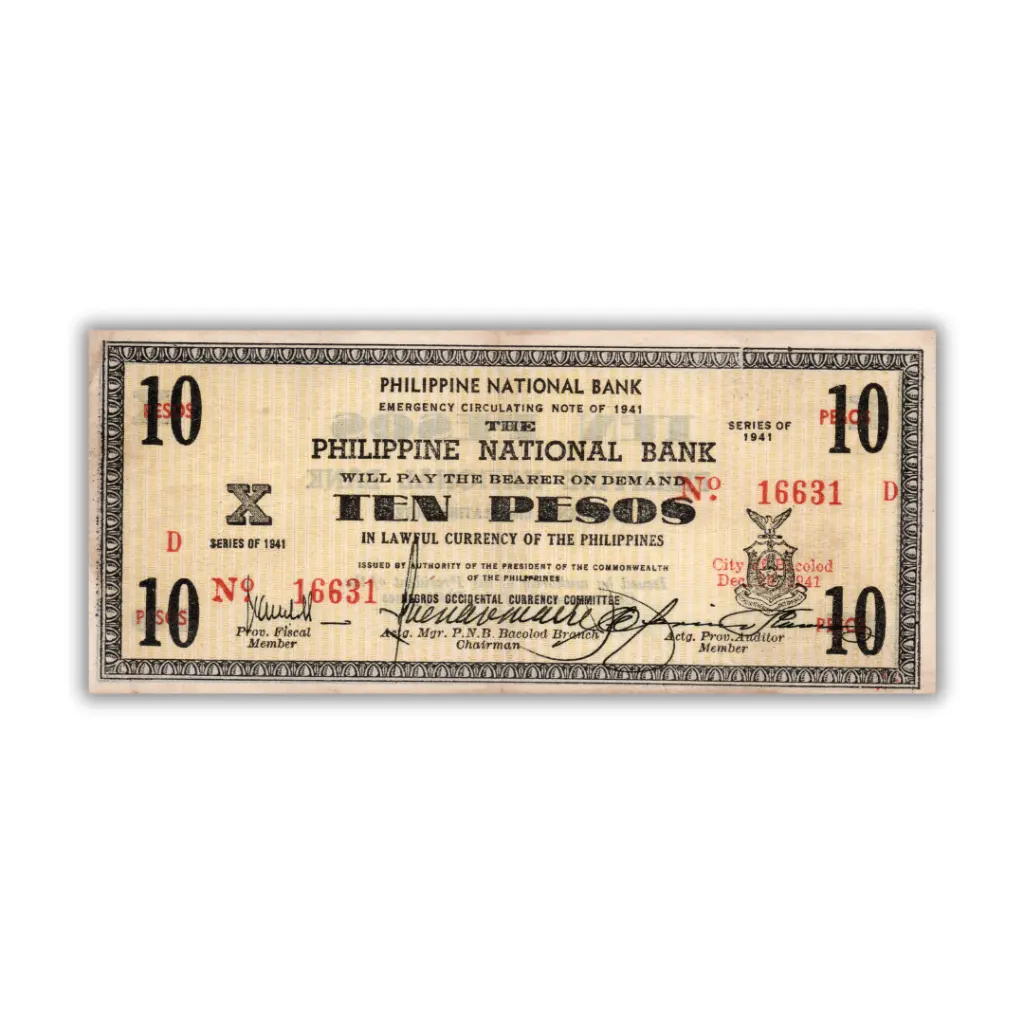 PHILIPPINE NATIONAL BANK
EMERGENCY CIRCULATING NOTE OF 1941
THE
PHILIPPINE NATIONAL BANK
WILL PAY THE BEARER ON DEMAND
TEN PESOS
IN LAWFUL CURRENCY OF THE PHILIPPINES
ISSUED BY AUTHORITY OF THE PRESIDENT OF THE COMMONWEALTH
OF THE PHILIPPINES
NEGROS OCCIDENTAL CURRENCY COMMITTEE
10
PESOS
X
D
SERIES OF 1941
Nº 16631
10
PESOS
Prov. Fiscal
Member
Actg. Mgr. P.N.B. Bacolod Branch
Chairman
SERIES OF
1941
10
PESOS
Nº 16631 D
City of Bacolod
Dec. 1941
10
PESOS
Actg. Prov. Auditor
Member